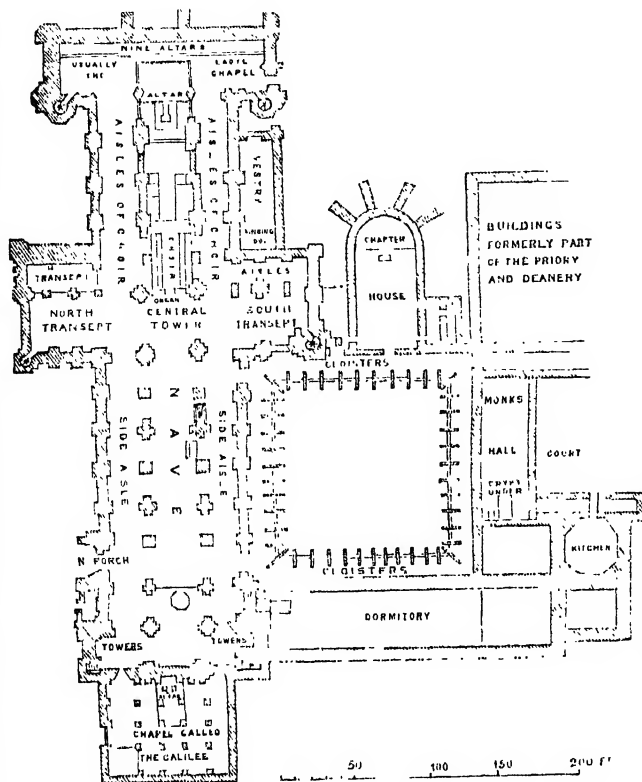 NINE ALTARS
USUALLY
THE
LADYE
CHAPEL
ALTAR
AISLES OF CHOIR
AISLES OF CHOIR
VESTRY
SINGING
CHOIR
CHAPTER
HOUSE
BUILDINGS
FORMERLY PART
OF THE PRIORY
AND DEANERY
TRANSEPT
AISLES
ORGAN
NORTH
TRANSEPT
CENTRAL
TOWER
SOUTH
TRANSEPT
CLOISTERS
MONKS
HALL
CRYPT
UNDER
COURT
NAVE
SIDE AISLE
SIDE AISLE
N PORCH
CLOISTERS
KITCHEN
DORMITORY
TOWERS
TOWERS
CHAPEL CALLED
THE GALILEE
50 100 150 200 FT